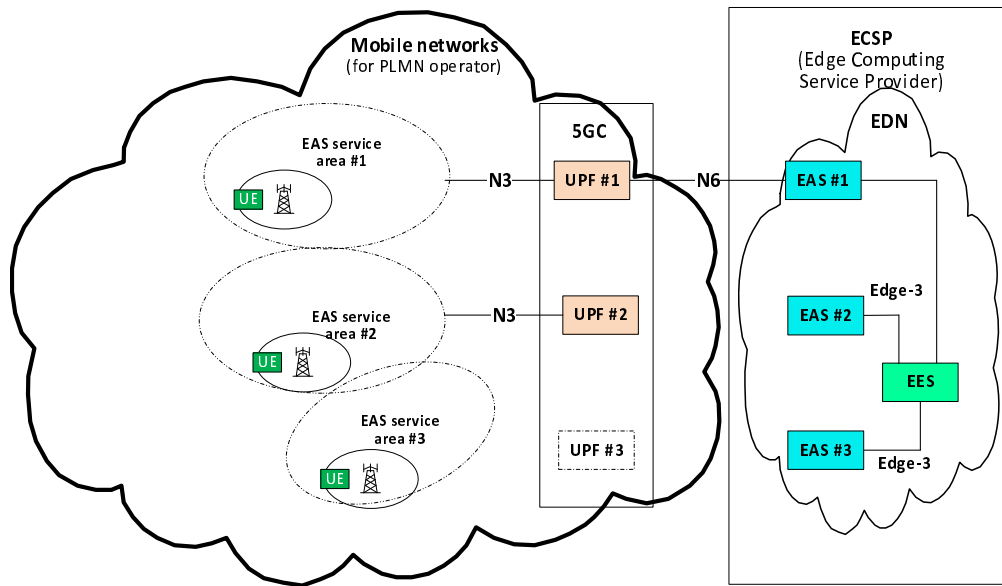 Mobile networks
(for PLMN operator)
ECSP
(Edge Computing
Service Provider)
EDN
5GC
EAS service
area #1
UE
N3
UPF #1
N6
EAS #1
EAS service
area #2
UE
N3
UPF #2
Edge-3
EAS #2
EES
EAS service
area #3
UE
UPF #3
EAS #3
Edge-3